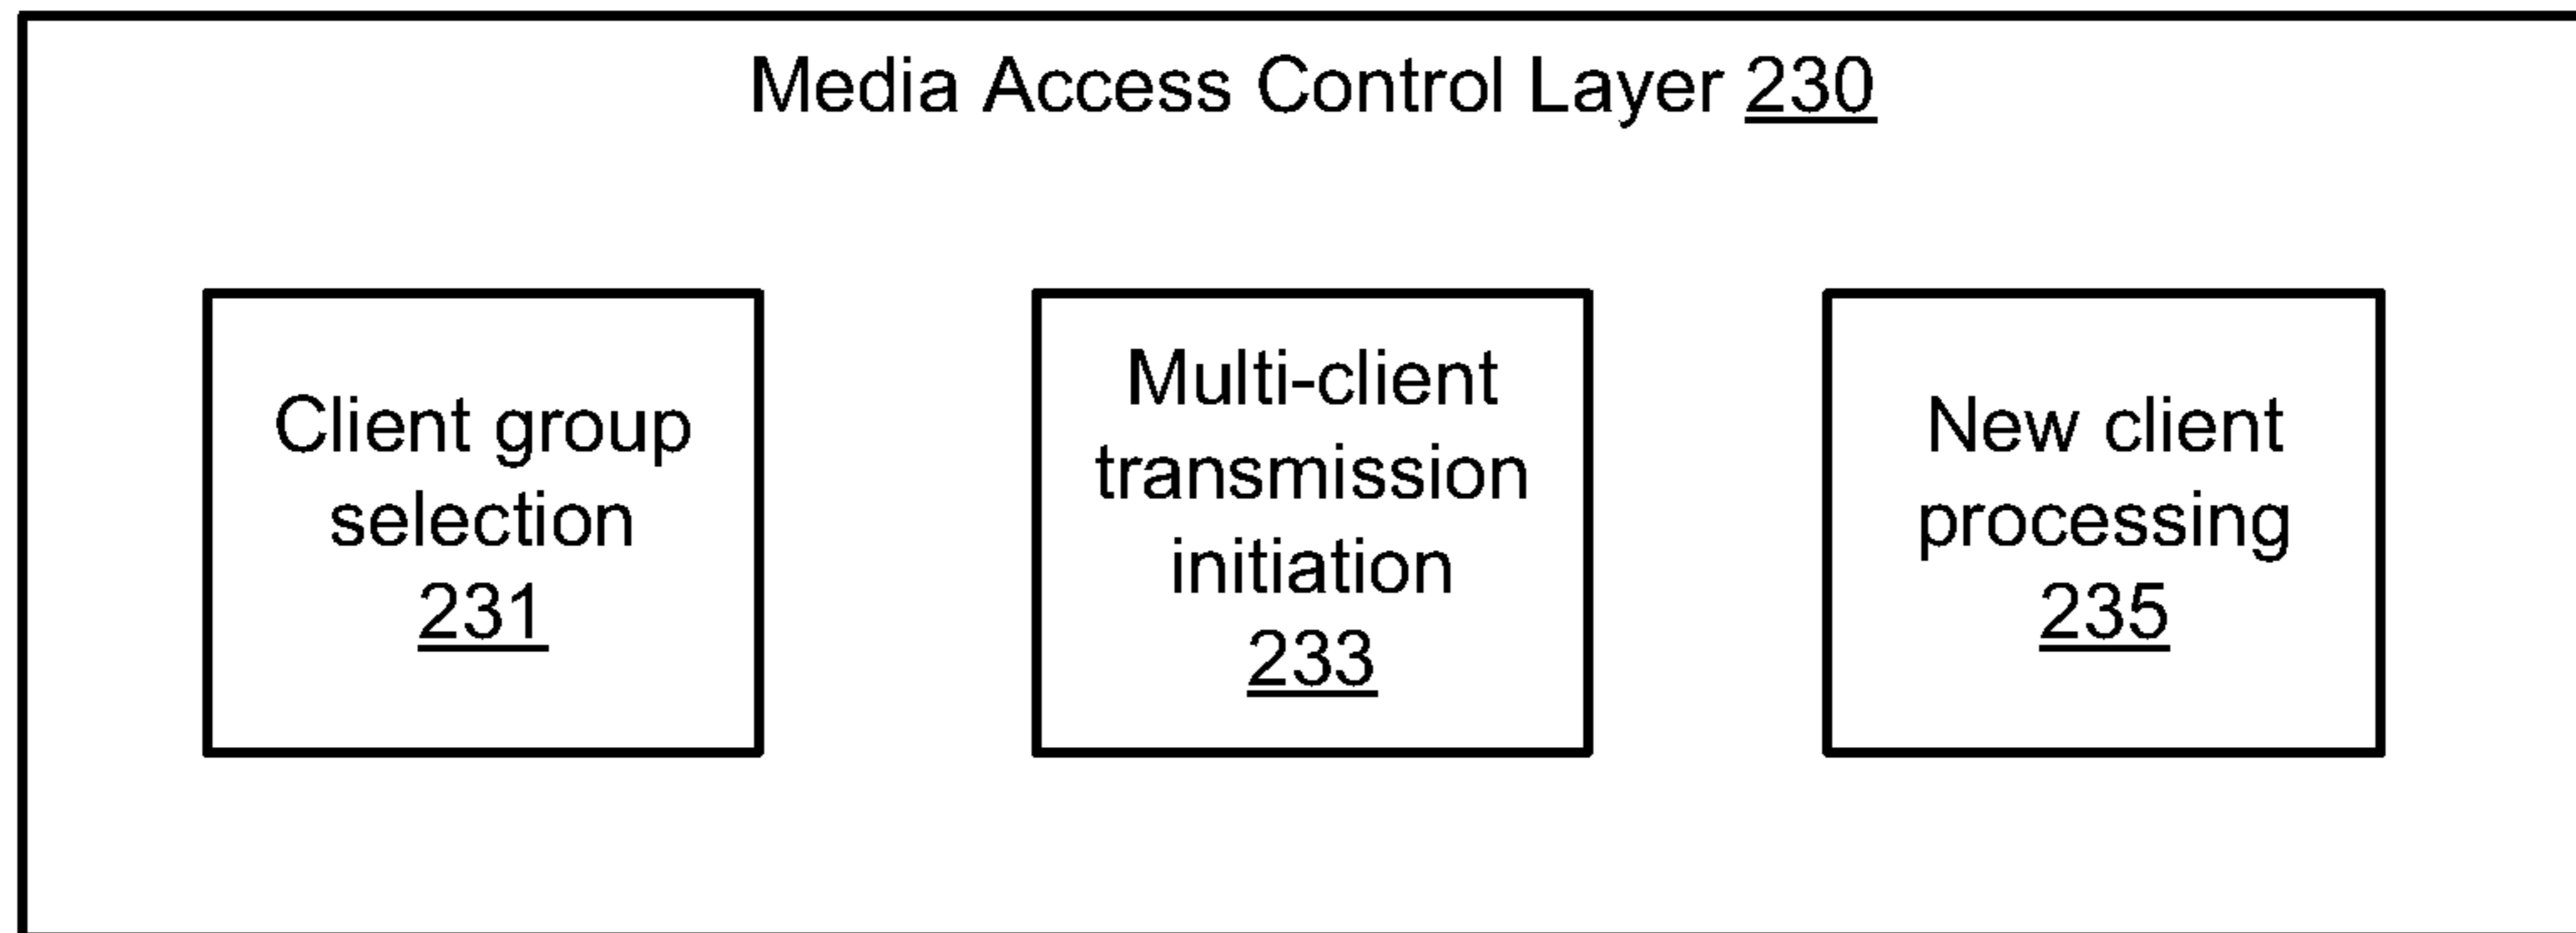 Media Access Control Layer 230
Client group
selection
231
Multi-client
transmission
initiation
233
New client
processing
235